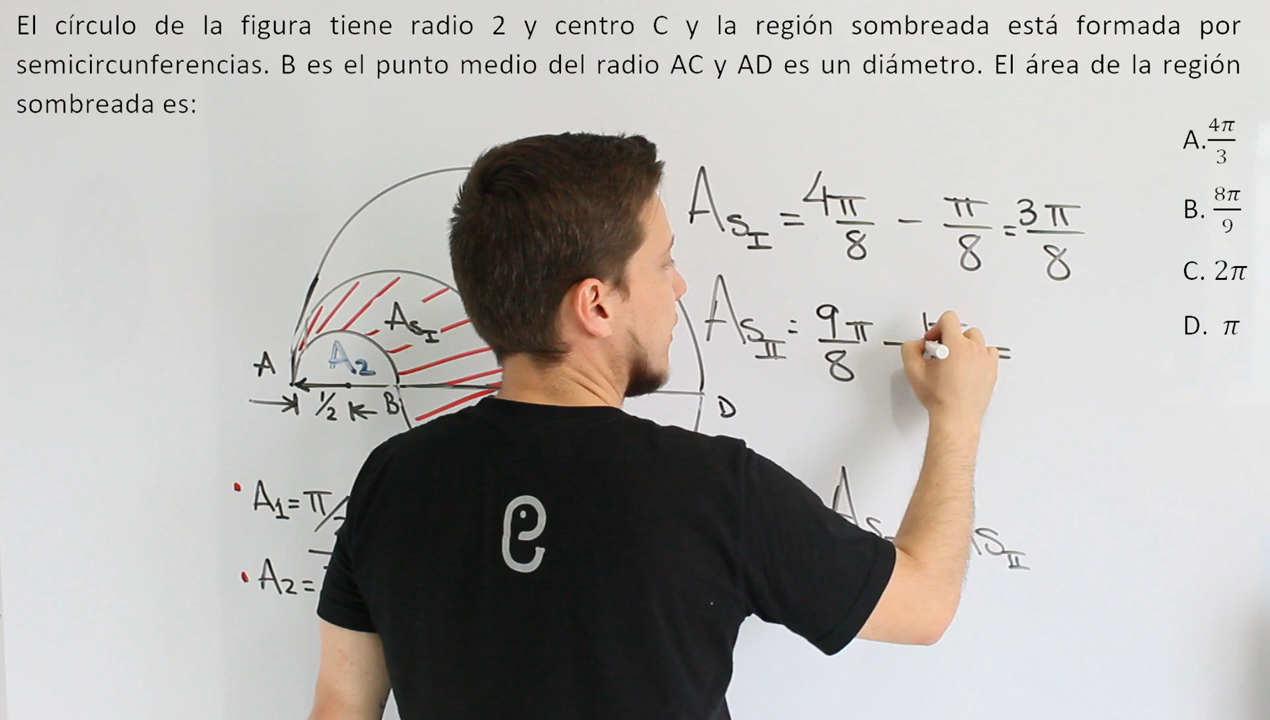 El círculo de la figura tiene radio 2 y centro C y la región sombreada está formada por
semicircunferencias. B es el punto medio del radio AC y AD es un diámetro. El área de la región
sombreada es:
A. 4π/3
B. 8π/9
C. 2π
D. π
A_{S_I} = 4π/8 - π/8 = 3π/8
A_{S_I}
A_{S_II} = 9π/8 - =
A A_2
1/2 B D
A_1 = π/
A_2 =
e